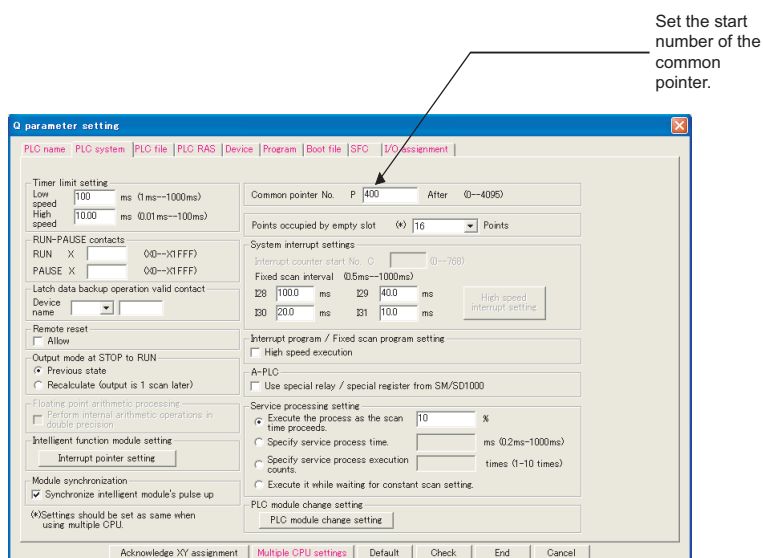 Set the start
number of the
common
pointer.
Q parameter setting
PLC name PLC system PLC file PLC RAS Device Program Boot file SFC I/O assignment
Timer limit setting
Low speed 100 ms (1ms--1000ms)
High speed 10.00 ms (0.01ms--100ms)
RUN-PAUSE contacts
RUN X (X0--X1FFF)
PAUSE X (X0--X1FFF)
Latch data backup operation valid contact
Device name
Remote reset
Allow
Output mode at STOP to RUN
Previous state
Recalculate (output is 1 scan later)
Floating point arithmetic processing
Perform internal arithmetic operations in
double precision
Intelligent function module setting
Interrupt pointer setting
Module synchronization
Synchronize intelligent module's pulse up
(*)Settings should be set as same when
using multiple CPU.
Common pointer No. P 400 After (0--4095)
Points occupied by empty slot (*) 16 Points
System interrupt settings
Interrupt counter start No. C (0--768)
Fixed scan interval (0.5ms--1000ms)
I28 100.0 ms I29 40.0 ms
I30 20.0 ms I31 10.0 ms
High speed
interrupt setting
Interrupt program / Fixed scan program setting
High speed execution
A-PLC
Use special relay / special register from SM/SD1000
Service processing setting
Execute the process as the scan
time proceeds. 10 %
Specify service process time. ms (0.2ms-1000ms)
Specify service process execution
counts. times (1-10 times)
Execute it while waiting for constant scan setting.
PLC module change setting
PLC module change setting
Acknowledge XY assignment Multiple CPU settings Default Check End Cancel